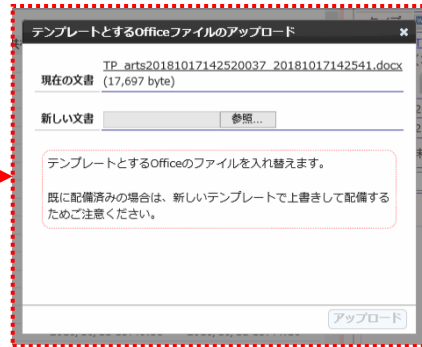 テンプレートとするOfficeファイルのアップロード ×
TP_arts20181017142520037_20181017142541.docx
現在の文書 (17,697 byte)
新しい文書 参照...
テンプレートとするOfficeのファイルを入れ替えます。
既に配備済みの場合は、新しいテンプレートで上書きして配備する
ためご注意ください。
アップロード